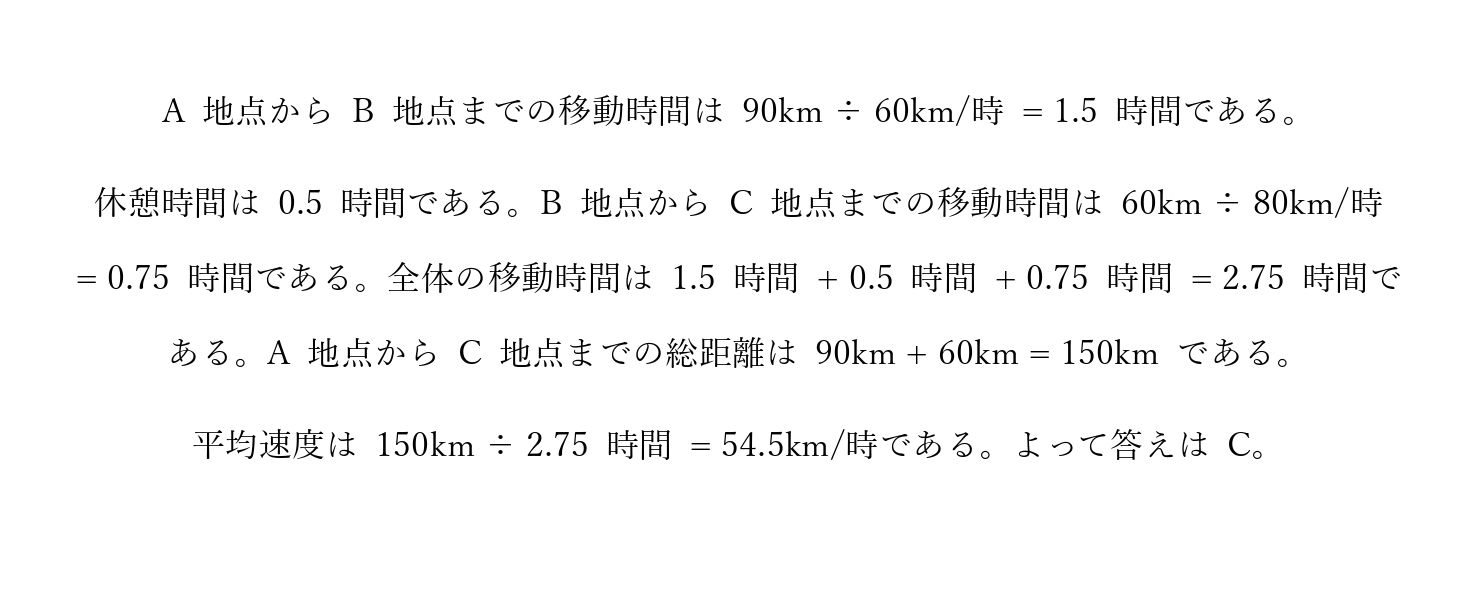 A 地点から B 地点までの移動時間は 90km ÷ 60km/時 = 1.5 時間である。
休憩時間は 0.5 時間である。B 地点から C 地点までの移動時間は 60km ÷ 80km/時
= 0.75 時間である。全体の移動時間は 1.5 時間 + 0.5 時間 + 0.75 時間 = 2.75 時間で
ある。A 地点から C 地点までの総距離は 90km + 60km = 150km である。
平均速度は 150km ÷ 2.75 時間 = 54.5km/時である。よって答えは C。